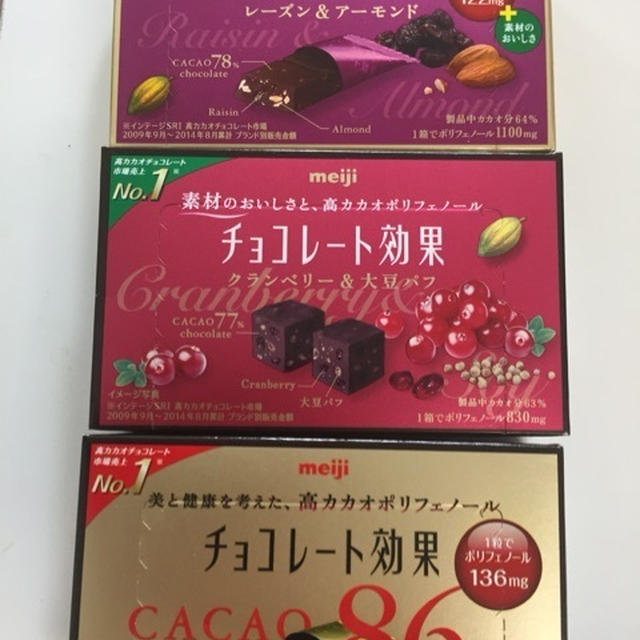 122mg
レーズン&アーモンド
素材の
おいしさ
Raisin &
CACAO78%
chocolate
Almond
Raisin
Almond
※インテージSRI 高カカオチョコレート市場
2009年9月~2014年8月累計 ブランド別販売金額
製品中カカオ分64%
1箱でポリフェノール1100mg
高カカオチョコレート
市場売上
No.1※
meiji
素材のおいしさと、高カカオポリフェノール
チョコレート効果
クランベリー&大豆パフ
Cranberry&
CACAO77%
chocolate
Cranberry
大豆パフ
イメージ写真
※インテージSRI 高カカオチョコレート市場
2009年9月~2014年8月累計 ブランド別販売金額
製品中カカオ分63%
1箱でポリフェノール830mg
高カカオチョコレート
市場売上
No.1※
meiji
美と健康を考えた、高カカオポリフェノール
チョコレート効果
1粒で
ポリフェノール
136mg
CACAO 86